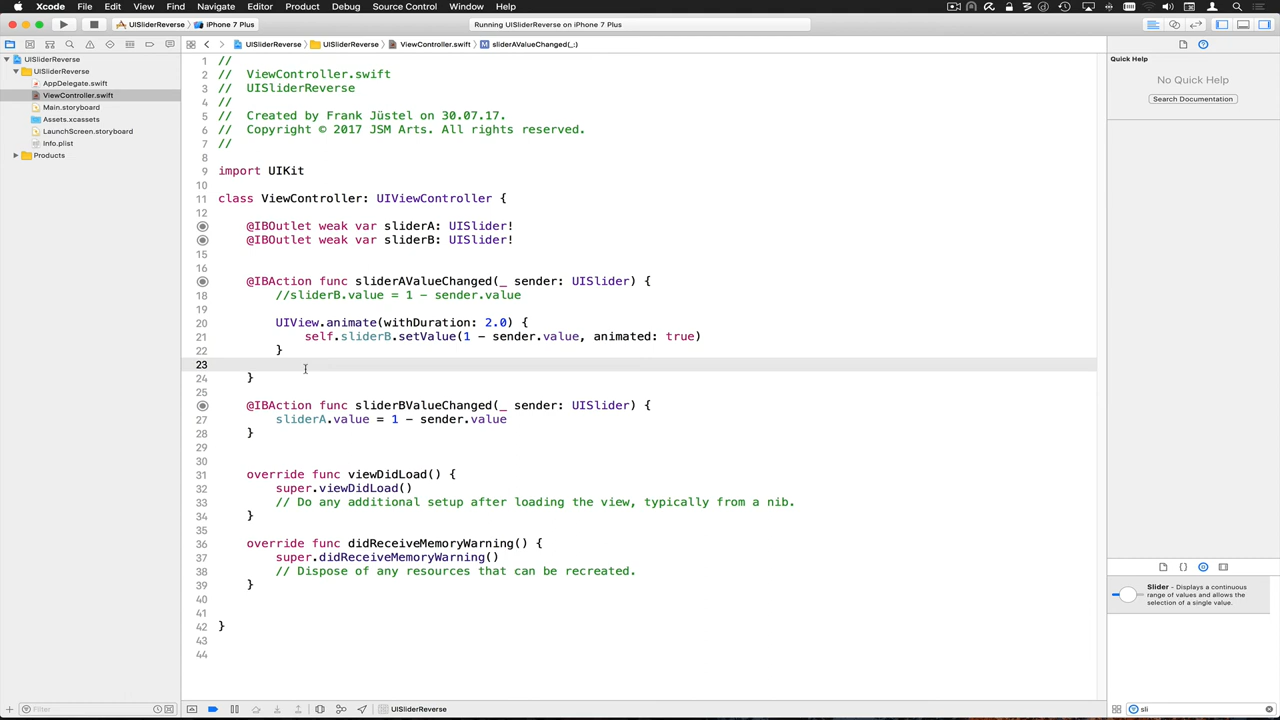 Xcode File Edit View Find Navigate Editor Product Debug Source Control Window Help
UISliderReverse iPhone 7 Plus
Running UISliderReverse on iPhone 7 Plus
UISliderReverse UISliderReverse ViewController.swift M sliderAValueChanged(_:)
UISliderReverse
UISliderReverse
AppDelegate.swift
ViewController.swift
Main.storyboard
Assets.xcassets
LaunchScreen.storyboard
Info.plist
Products
1 //
2 // ViewController.swift
3 // UISliderReverse
4 //
5 // Created by Frank Jüstel on 30.07.17.
6 // Copyright © 2017 JSM Arts. All rights reserved.
7 //
8
9 import UIKit
10
11 class ViewController: UIViewController {
12
@IBOutlet weak var sliderA: UISlider!
@IBOutlet weak var sliderB: UISlider!
15
16
@IBAction func sliderAValueChanged(_ sender: UISlider) {
18 //sliderB.value = 1 - sender.value
19
20 UIView.animate(withDuration: 2.0) {
21 self.sliderB.setValue(1 - sender.value, animated: true)
22 }
23
24 }
25
@IBAction func sliderBValueChanged(_ sender: UISlider) {
27 sliderA.value = 1 - sender.value
28 }
29
30
31 override func viewDidLoad() {
32 super.viewDidLoad()
33 // Do any additional setup after loading the view, typically from a nib.
34 }
35
36 override func didReceiveMemoryWarning() {
37 super.didReceiveMemoryWarning()
38 // Dispose of any resources that can be recreated.
39 }
40
41
42 }
43
44
Quick Help
No Quick Help
Search Documentation
Slider - Displays a continuous
range of values and allows the
selection of a single value.
Filter
UISliderReverse
sli